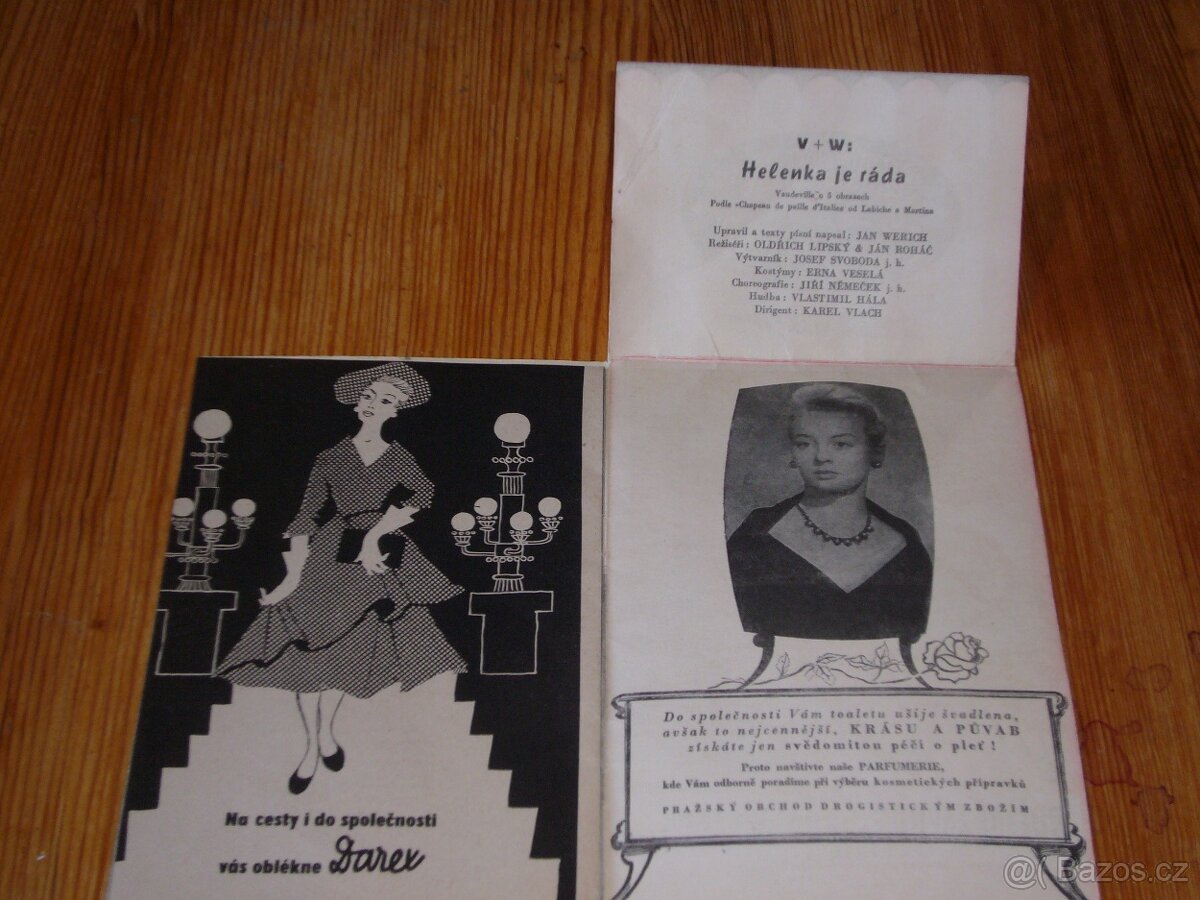 V + W:
Helenka je ráda
Vaudeville o 5 obrazech
Podle »Chapeau de paille d'Italie« od Labiche a Martina
Upravil a texty písní napsal: JAN WERICH
Režiséři: OLDŘICH LIPSKÝ & JÁN ROHÁČ
Výtvarník: JOSEF SVOBODA j. h.
Kostýmy: ERNA VESELÁ
Choreografie: JIŘÍ NĚMEČEK j. h.
Hudba: VLASTIMIL HÁLA
Dirigent: KAREL VLACH
Na cesty i do společnosti
vás oblékne Darex
Do společnosti Vám toaletu ušije švadlena,
avšak to nejcennější, KRÁSU A PŮVAB
získáte jen svědomitou péčí o pleť!
Proto navštivte naše PARFUMERIE,
kde Vám odborně poradíme při výběru kosmetických přípravků
PRAŽSKÝ OBCHOD DROGISTICKÝM ZBOŽÍM
@( Bazos.cz